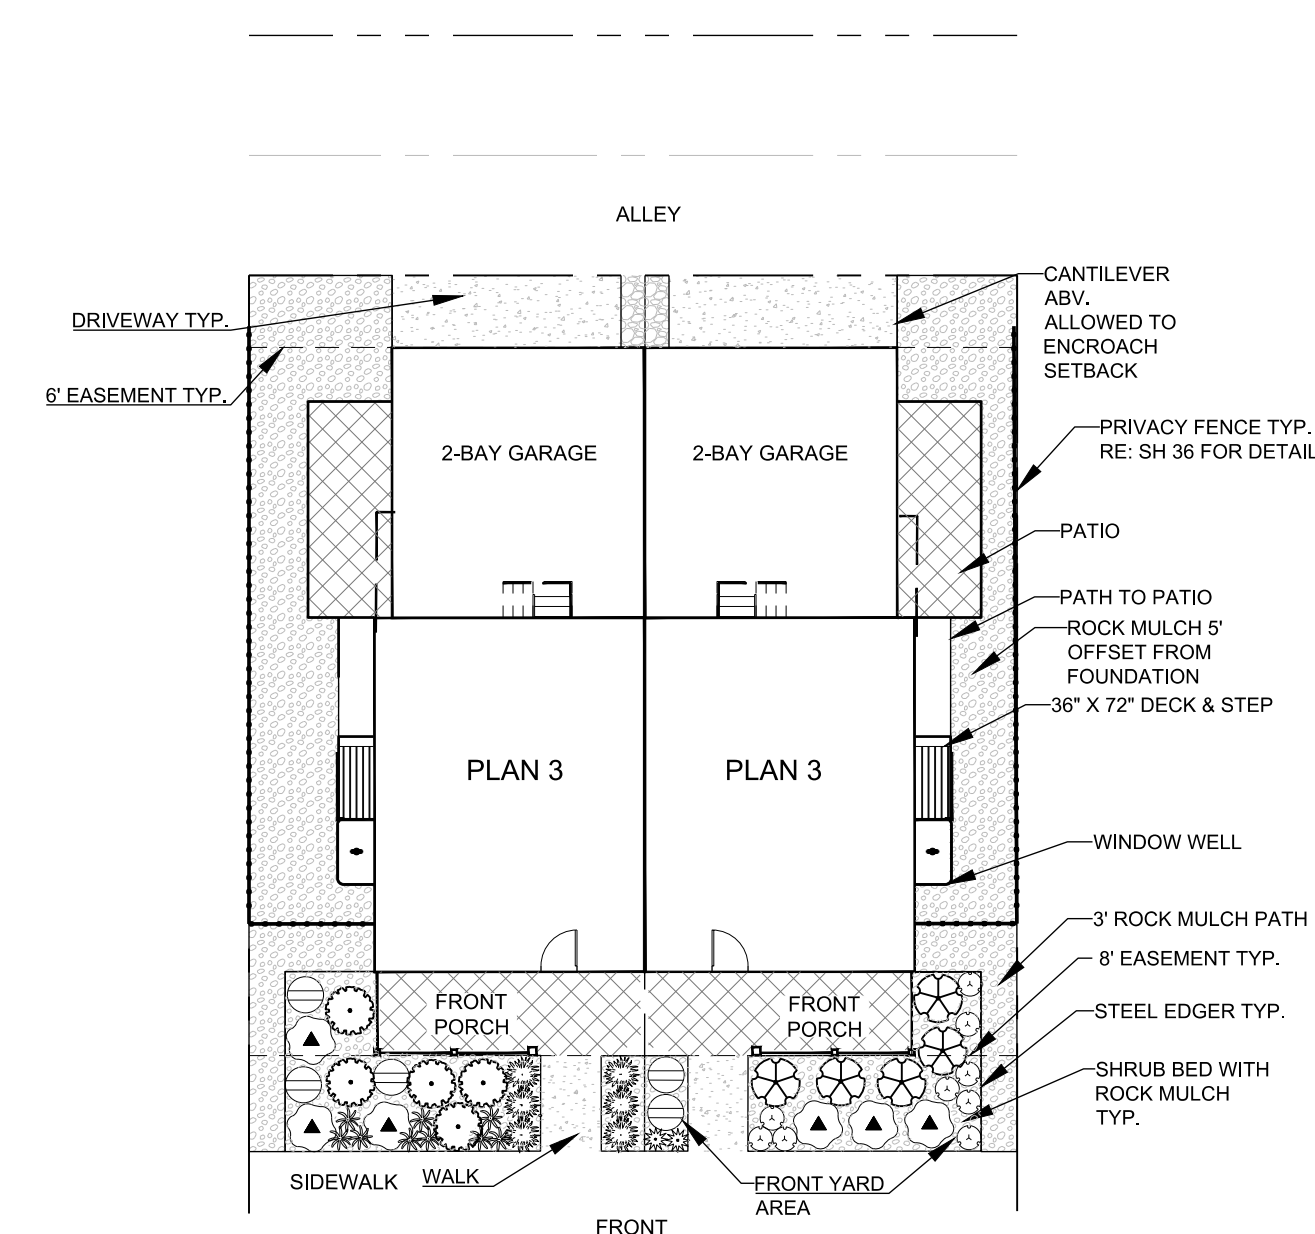 ALLEY
CANTILEVER
ABV.
ALLOWED TO
ENCROACH
SETBACK
DRIVEWAY TYP.
6' EASEMENT TYP.
PRIVACY FENCE TYP.
RE: SH 36 FOR DETAIL
2-BAY GARAGE
2-BAY GARAGE
PATIO
PATH TO PATIO
ROCK MULCH 5'
OFFSET FROM
FOUNDATION
36" X 72" DECK & STEP
PLAN 3
PLAN 3
WINDOW WELL
3' ROCK MULCH PATH
8' EASEMENT TYP.
FRONT
PORCH
FRONT
PORCH
STEEL EDGER TYP.
SHRUB BED WITH
ROCK MULCH
TYP.
SIDEWALK
WALK
FRONT YARD
AREA
FRONT